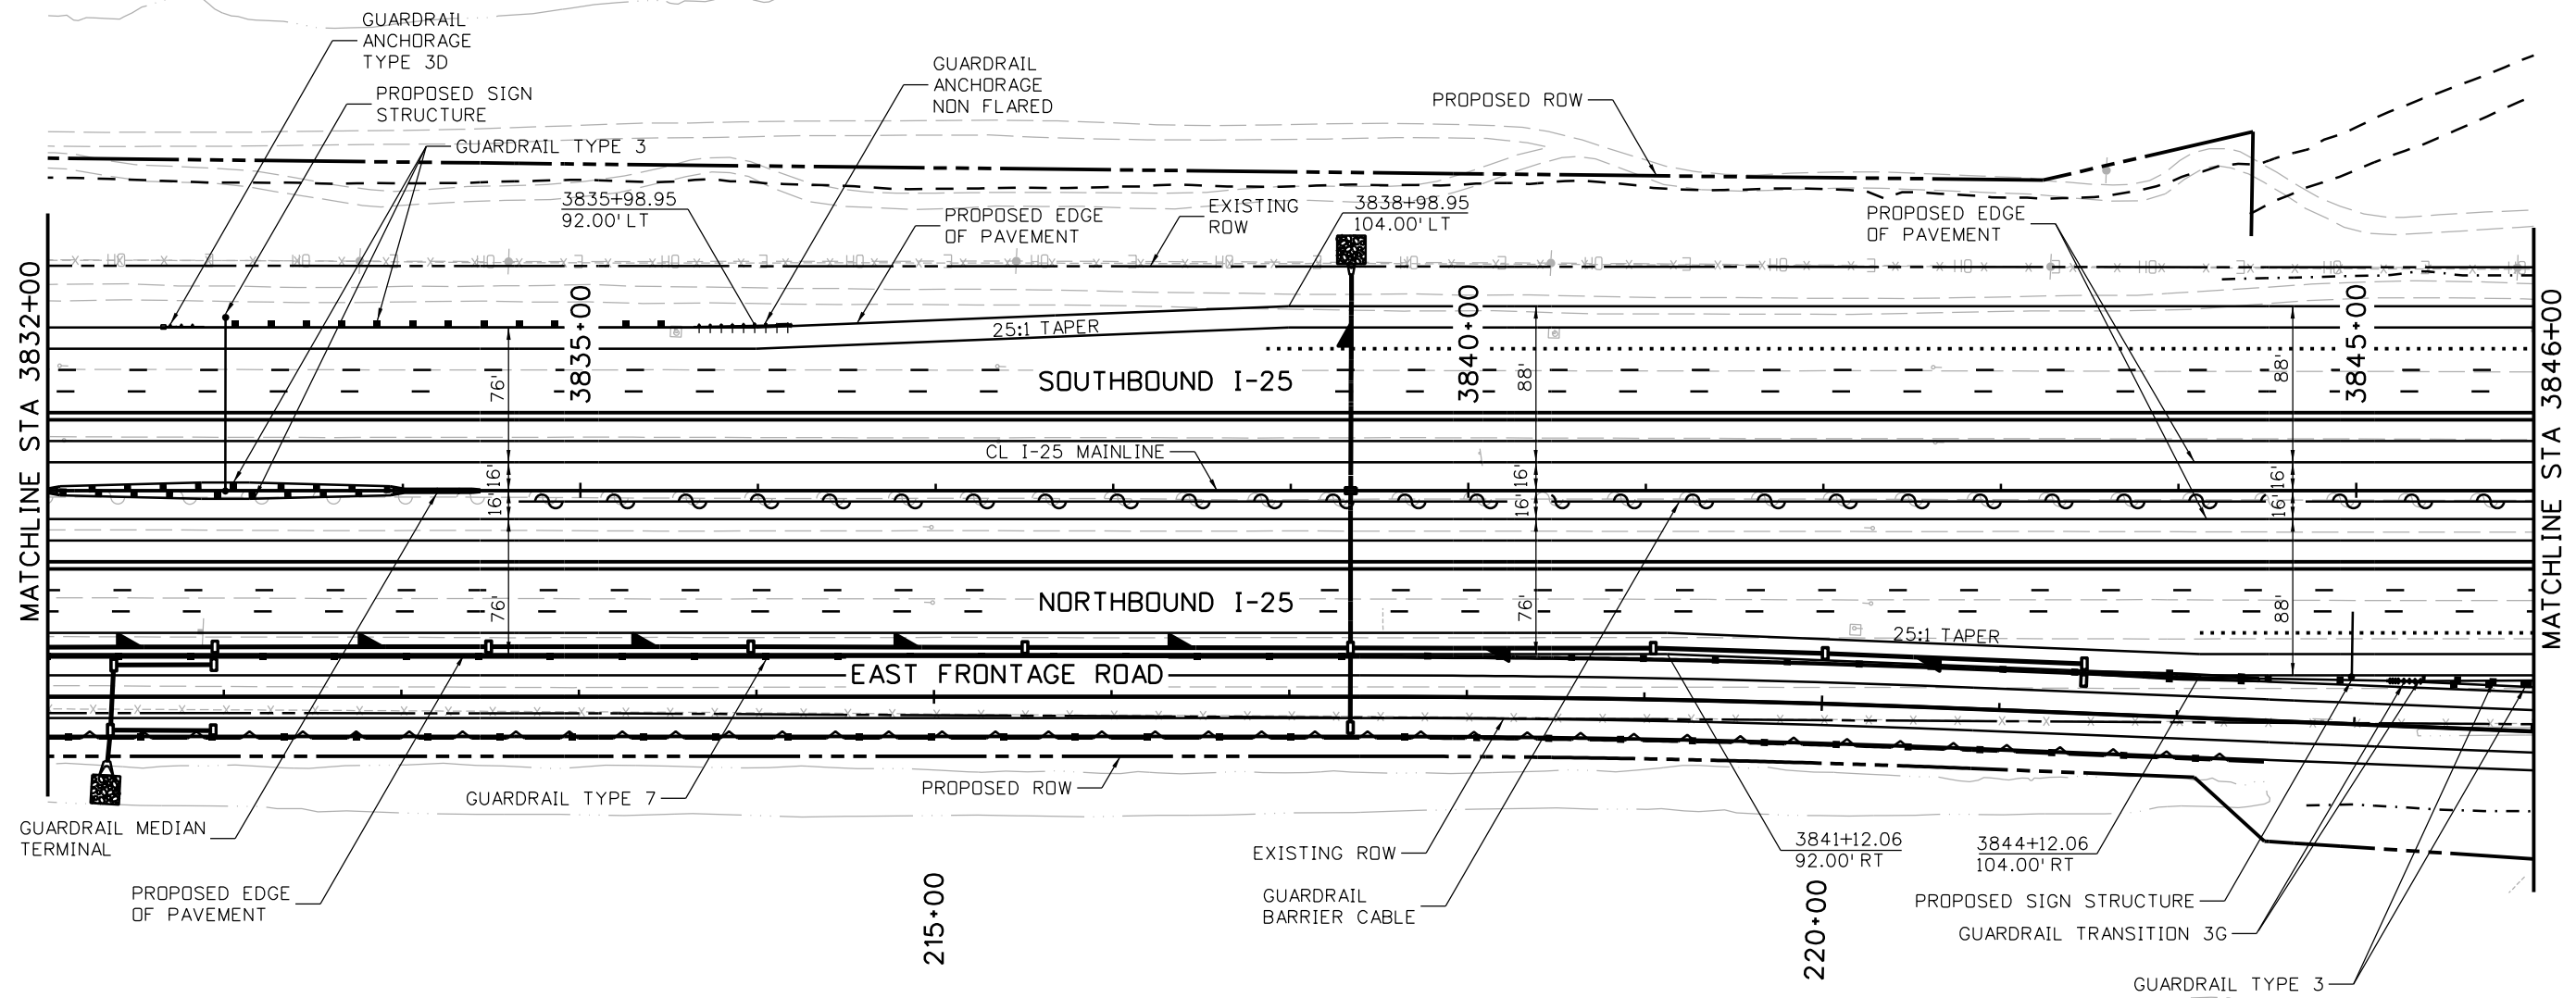 GUARDRAIL
ANCHORAGE
TYPE 3D
PROPOSED SIGN
STRUCTURE
GUARDRAIL TYPE 3
GUARDRAIL
ANCHORAGE
NON FLARED
PROPOSED ROW
3835+98.95
92.00' LT
PROPOSED EDGE
OF PAVEMENT
EXISTING
ROW
3838+98.95
104.00' LT
PROPOSED EDGE
OF PAVEMENT
MATCHLINE STA 3832+00
3835+00
3840+00
3845+00
MATCHLINE STA 3846+00
25:1 TAPER
76'
SOUTHBOUND I-25
88'
88'
CL I-25 MAINLINE
16'
16'
16'
16'
16'
16'
76'
NORTHBOUND I-25
76'
88'
25:1 TAPER
EAST FRONTAGE ROAD
PROPOSED ROW
GUARDRAIL TYPE 7
GUARDRAIL MEDIAN
TERMINAL
PROPOSED EDGE
OF PAVEMENT
215+00
EXISTING ROW
GUARDRAIL
BARRIER CABLE
3841+12.06
92.00' RT
220+00
3844+12.06
104.00' RT
PROPOSED SIGN STRUCTURE
GUARDRAIL TRANSITION 3G
GUARDRAIL TYPE 3